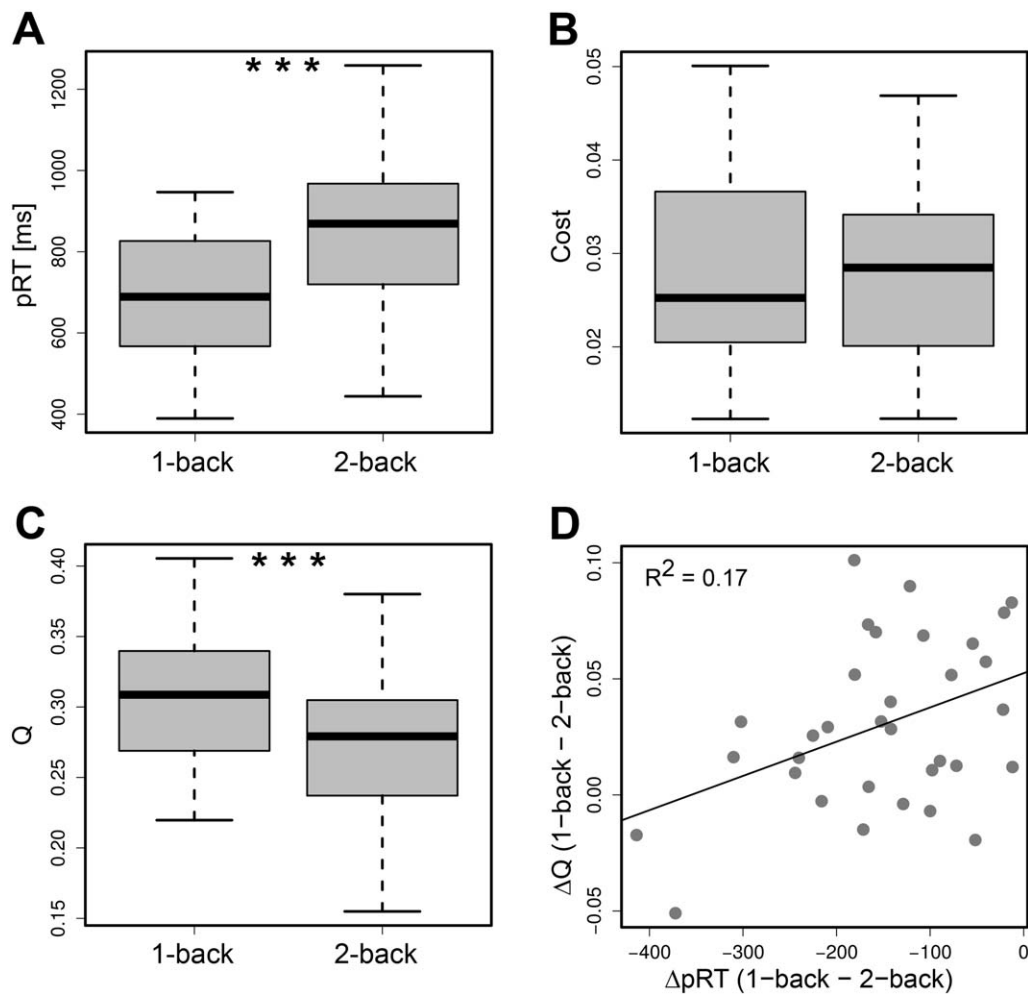 A
* * *
pRT [ms]
1200
1000
800
600
400
1-back
2-back
B
Cost
0.05
0.04
0.03
0.02
1-back
2-back
C
* * *
Q
0.40
0.35
0.30
0.25
0.20
0.15
1-back
2-back
D
R² = 0.17
ΔQ (1−back − 2−back)
0.10
0.05
0.00
−0.05
−400
−300
−200
−100
0
ΔpRT (1−back − 2−back)